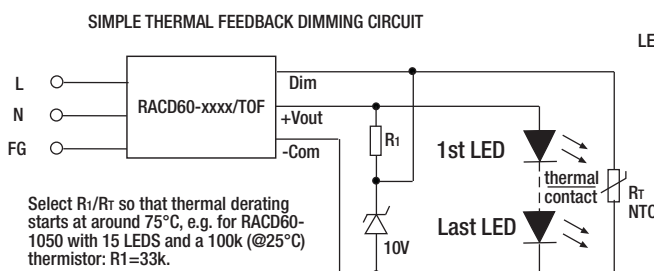 SIMPLE THERMAL FEEDBACK DIMMING CIRCUIT
LE
L
N
FG
RACD60-xxxx/TOF
Dim
+Vout
-Com
R1
10V
1st LED
thermal
contact
Last LED
RT
NTC
Select R1/RT so that thermal derating
starts at around 75°C, e.g. for RACD60-
1050 with 15 LEDS and a 100k (@25°C)
thermistor: R1=33k.